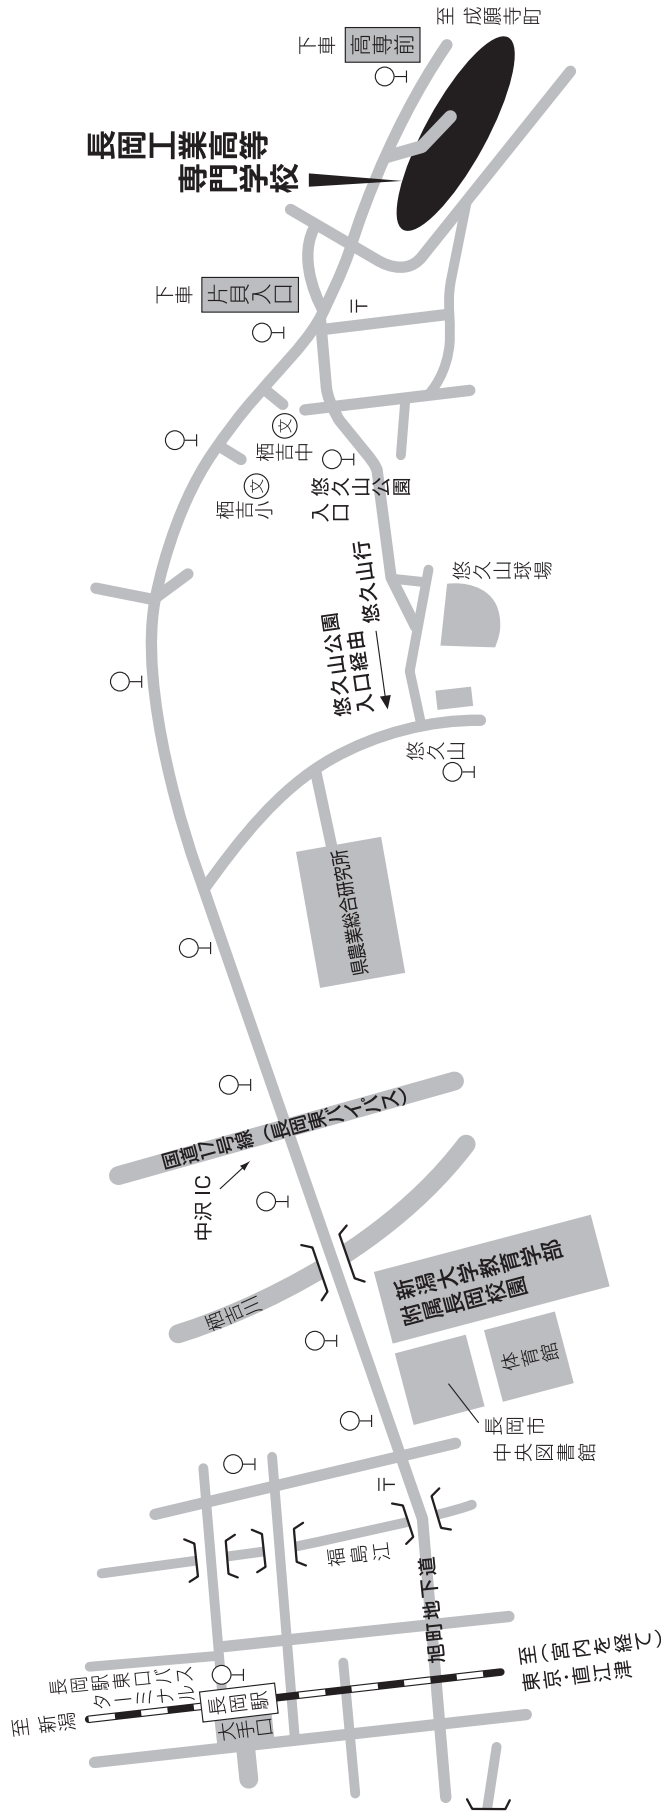 至 成願寺町
下車
高専前
長岡工業高等
専門学校
下車
片貝入口
〒
文
栖吉中
文
栖吉小
悠久山公園
入口
悠久山行
悠久山公園
入口経由
悠久山球場
悠久山
県農業総合研究所
国道17号線（長岡東バイパス）
中沢 IC
栖吉川
新潟大学教育学部
附属長岡校園
体育館
長岡市
中央図書館
〒
福島江
旭町地下道
長岡駅東口バス
ターミナル
至 新潟
長岡駅
大手口
至（宮内を経て）
東京・直江津